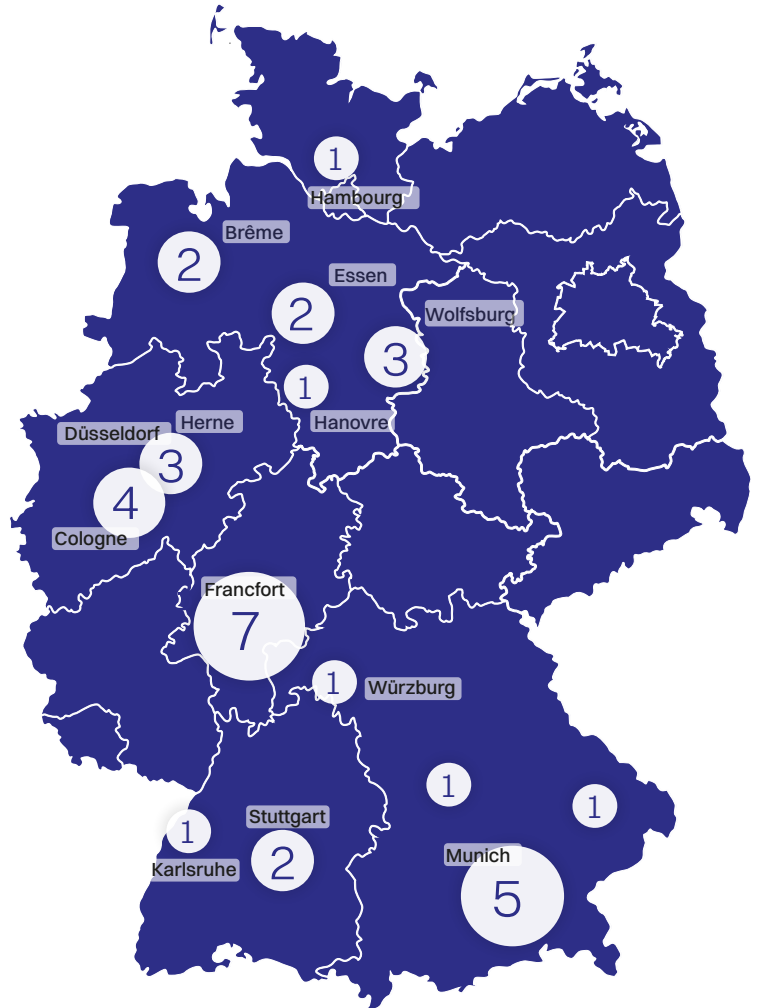 1
Hambourg
Brême
2
Essen
2
Wolfsburg
3
1
Hanovre
Herne
Düsseldorf
3
4
Cologne
Francfort
7
1
Würzburg
1
1
Stuttgart
1
2
Karlsruhe
Munich
5